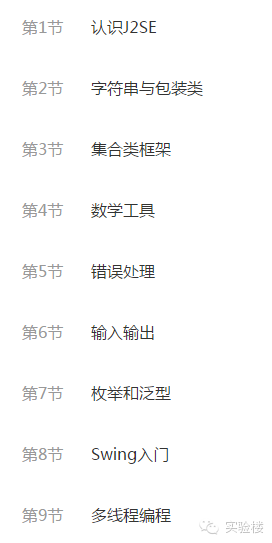 第1节 认识J2SE
第2节 字符串与包装类
第3节 集合类框架
第4节 数学工具
第5节 错误处理
第6节 输入输出
第7节 枚举和泛型
第8节 Swing入门
第9节 多线程编程
实验楼